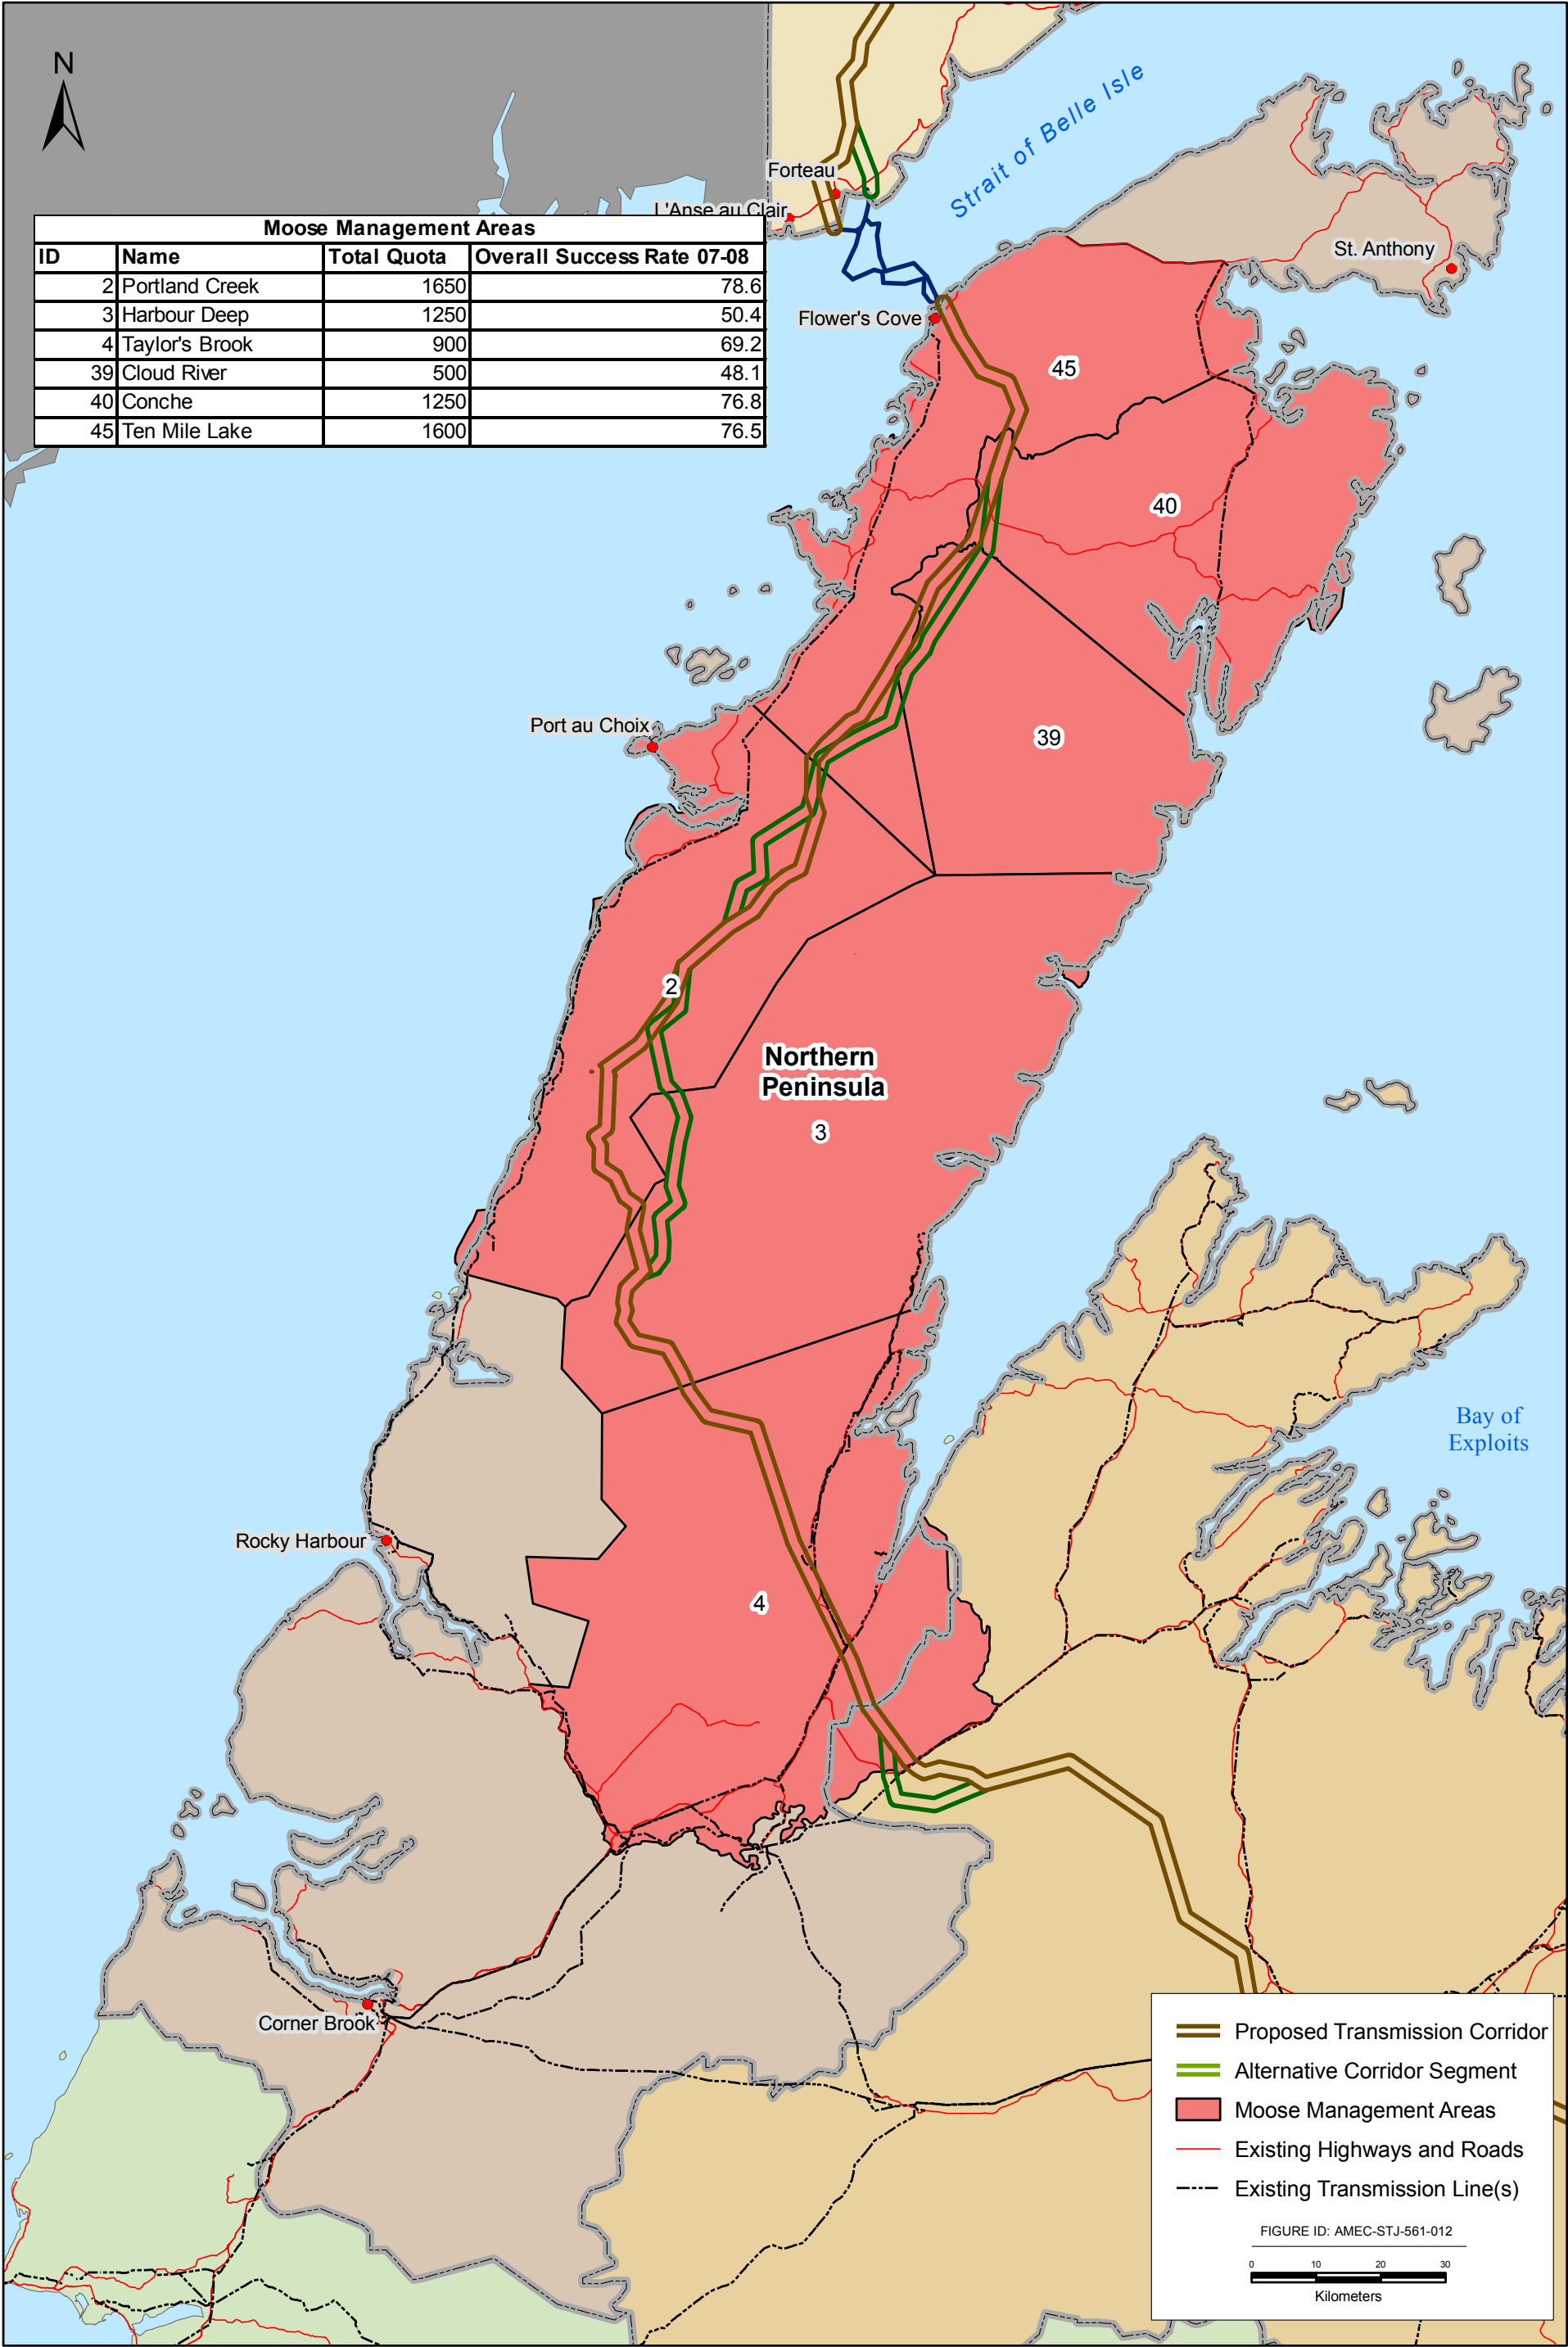 N
Strait of Belle Isle
Forteau
L'Anse au Clair
Moose Management Areas
ID Name Total Quota Overall Success Rate 07-08
2 Portland Creek 1650 78.6
3 Harbour Deep 1250 50.4
4 Taylor's Brook 900 69.2
39 Cloud River 500 48.1
40 Conche 1250 76.8
45 Ten Mile Lake 1600 76.5
St. Anthony
Flower's Cove
45
40
Port au Choix
39
2
Northern
Peninsula
3
Bay of
Exploits
Rocky Harbour
4
Corner Brook
Proposed Transmission Corridor
Alternative Corridor Segment
Moose Management Areas
Existing Highways and Roads
Existing Transmission Line(s)
FIGURE ID: AMEC-STJ-561-012
0 10 20 30
Kilometers